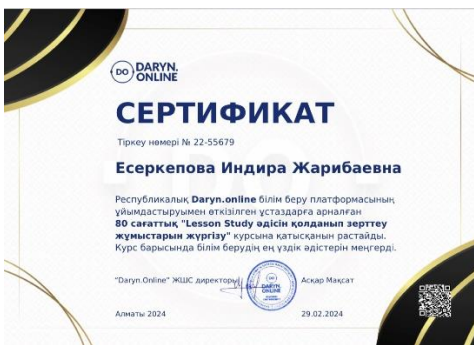 DARYN.
ONLINE
СЕРТИФИКАТ
Тіркеу нөмері № 22-55679
Есеркепова Индира Жарибаевна
Республикалық Daryn.online білім беру платформасының
ұйымдастыруымен өткізілген ұстаздарға арналған
80 сағаттық "Lesson Study әдісін қолданып зерттеу
жұмыстарын жүргізу" курсына қатысқанын растайды.
Курс барысында білім берудің ең үздік әдістерін меңгерді.
"Daryn.Online" ЖШС директоры
Асқар Мақсат
Алматы 2024
29.02.2024